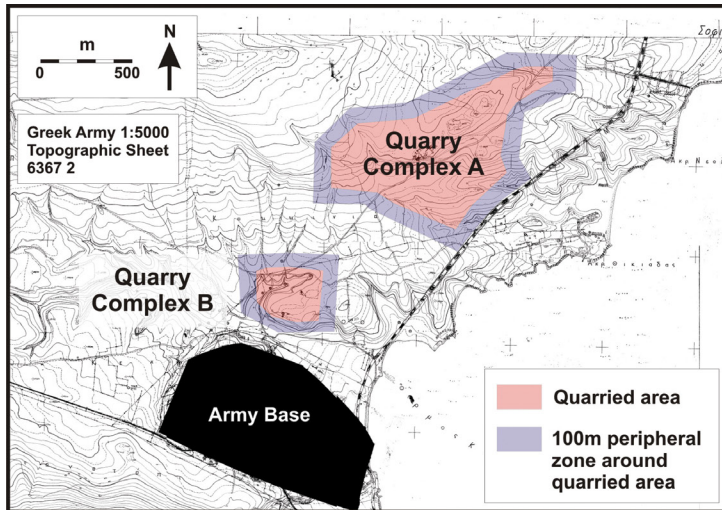 m
N
0 500
Greek Army 1:5000
Topographic Sheet
6367 2
Quarry
Complex A
Quarry
Complex B
Army Base
Quarried area
100m peripheral
zone around
quarried area